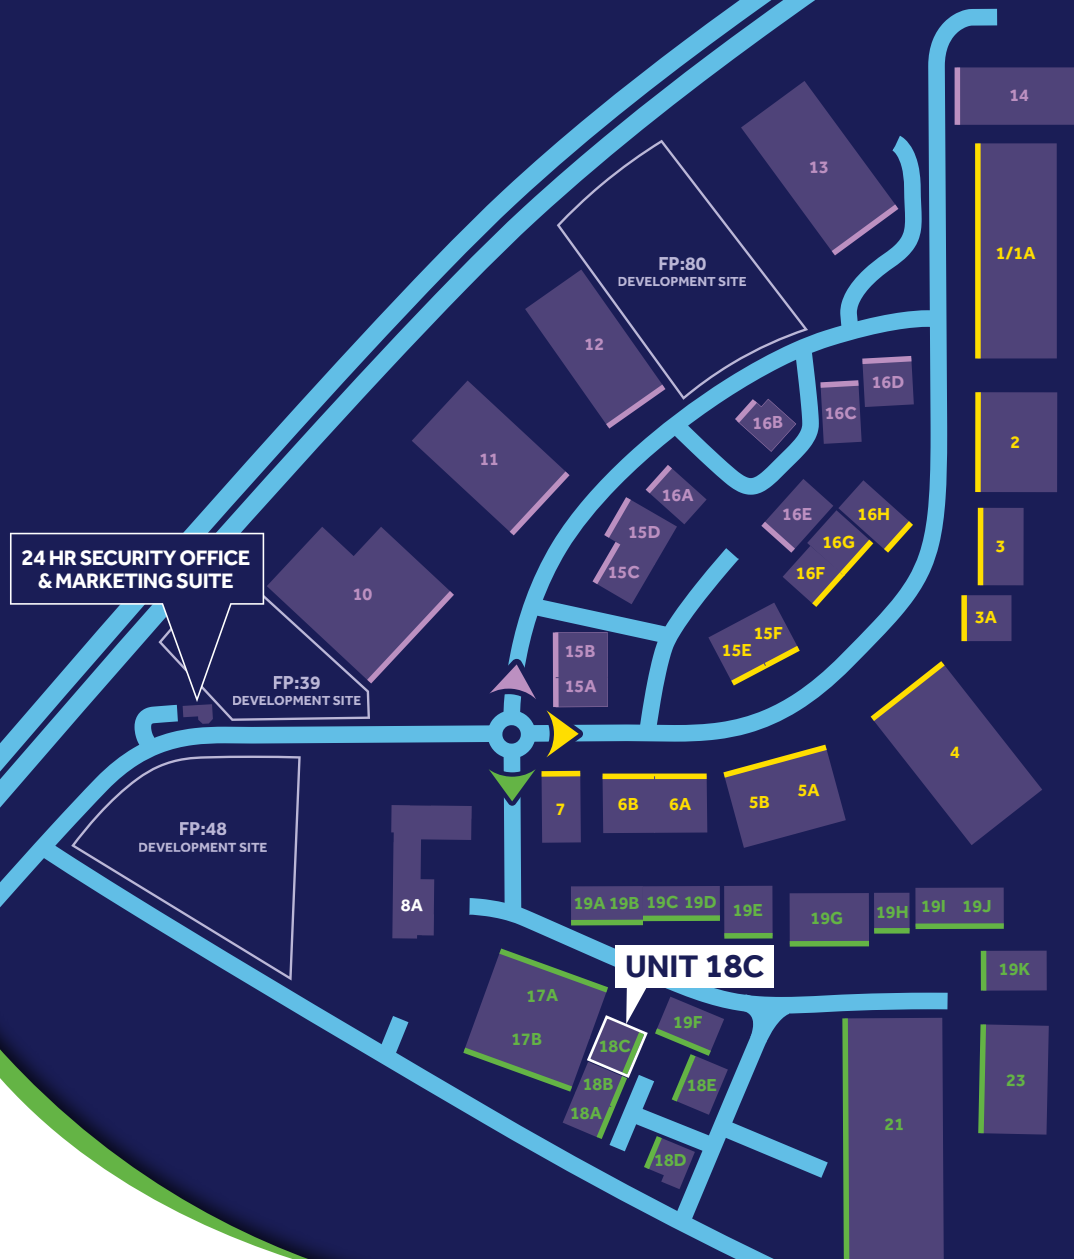 14
13
1/1A
FP:80
DEVELOPMENT SITE
12
16D
16C
16B
2
11
16A
16E
16H
15D
16G
3
24 HR SECURITY OFFICE
& MARKETING SUITE
15C
16F
10
3A
15F
15B
15E
15A
FP:39
DEVELOPMENT SITE
4
5A
5B
7
6B
6A
FP:48
DEVELOPMENT SITE
8A
19A
19B
19C
19D
19E
19G
19H
19I
19J
UNIT 18C
19K
17A
19F
17B
18C
18B
18E
23
18A
21
18D